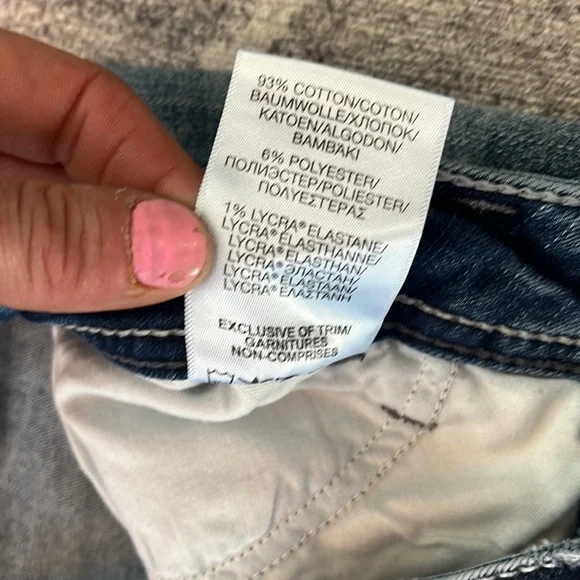 93% COTTON/COTON/
BAUMWOLLE/ХЛОПОК/
KATOEN/ALGODON/
BAMBAKI
6% POLYESTER/
ПОЛИЭСТЕР/POLIESTER/
ΠΟΛΥΕΣΤΕΡΑΣ
1% LYCRA® ELASTANE/
LYCRA® ELASTHANNE/
LYCRA® ELASTHAN/
LYCRA® ЭЛАСТАН/
LYCRA® ELASTAAN/
LYCRA® ΕΛΑΣΤΑΝΗ
EXCLUSIVE OF TRIM/
GARNITURES
NON-COMPRISES